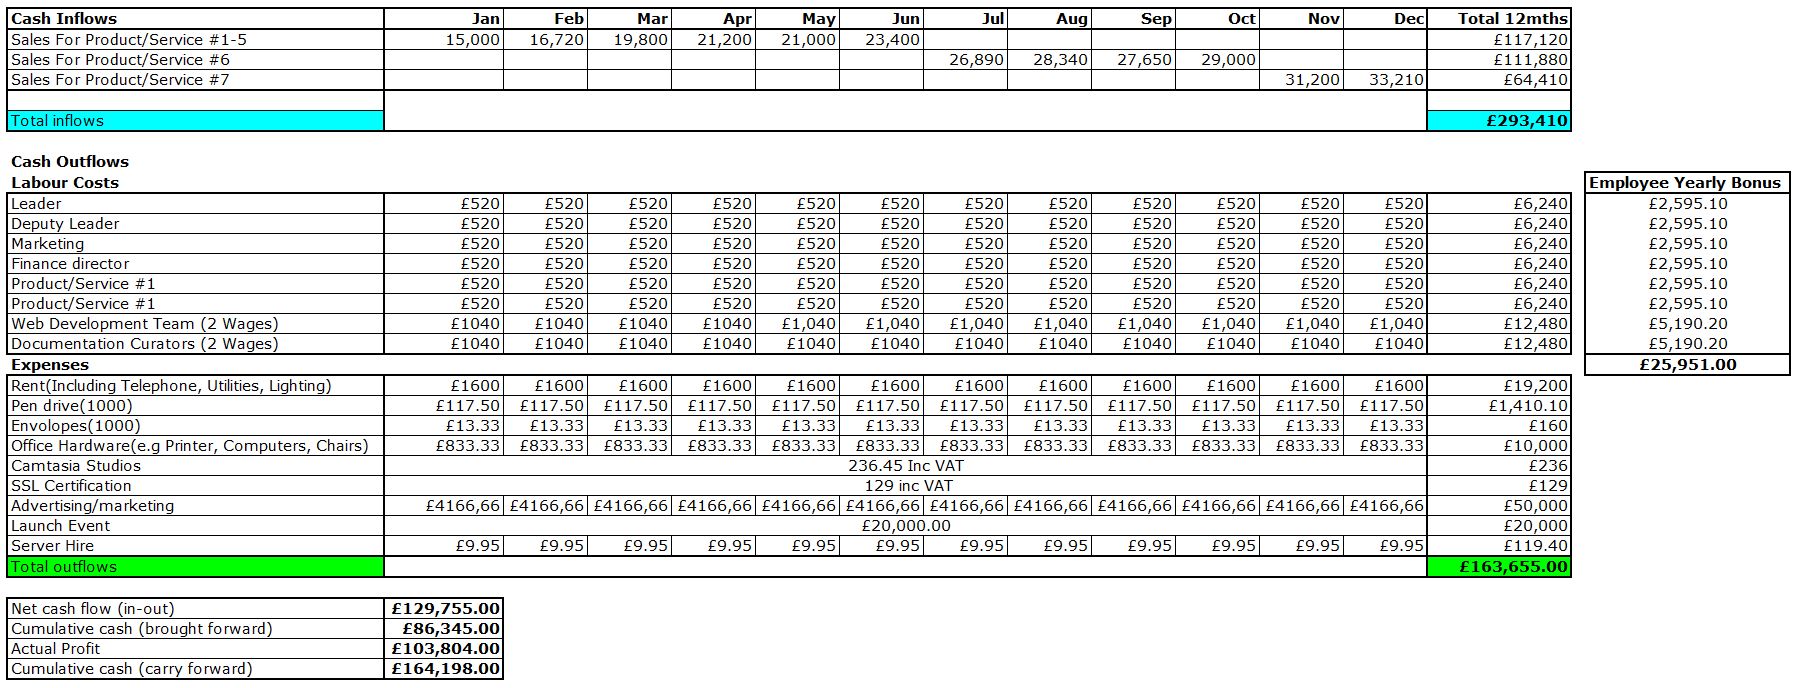 Cash Inflows Jan Feb Mar Apr May Jun Jul Aug Sep Oct Nov Dec Total 12mths
Sales For Product/Service #1-5 15,000 16,720 19,800 21,200 21,000 23,400 £117,120
Sales For Product/Service #6 26,890 28,340 27,650 29,000 £111,880
Sales For Product/Service #7 31,200 33,210 £64,410
Total inflows £293,410
Cash Outflows
Labour Costs Employee Yearly Bonus
Leader £520 £520 £520 £520 £520 £520 £520 £520 £520 £520 £520 £520 £6,240 £2,595.10
Deputy Leader £520 £520 £520 £520 £520 £520 £520 £520 £520 £520 £520 £520 £6,240 £2,595.10
Marketing £520 £520 £520 £520 £520 £520 £520 £520 £520 £520 £520 £520 £6,240 £2,595.10
Finance director £520 £520 £520 £520 £520 £520 £520 £520 £520 £520 £520 £520 £6,240 £2,595.10
Product/Service #1 £520 £520 £520 £520 £520 £520 £520 £520 £520 £520 £520 £520 £6,240 £2,595.10
Product/Service #1 £520 £520 £520 £520 £520 £520 £520 £520 £520 £520 £520 £520 £6,240 £2,595.10
Web Development Team (2 Wages) £1040 £1040 £1040 £1040 £1,040 £1,040 £1,040 £1,040 £1,040 £1,040 £1,040 £1,040 £12,480 £5,190.20
Documentation Curators (2 Wages) £1040 £1040 £1040 £1040 £1040 £1040 £1040 £1040 £1040 £1040 £1040 £1040 £12,480 £5,190.20
Expenses £25,951.00
Rent(Including Telephone, Utilities, Lighting) £1600 £1600 £1600 £1600 £1600 £1600 £1600 £1600 £1600 £1600 £1600 £1600 £19,200
Pen drive(1000) £117.50 £117.50 £117.50 £117.50 £117.50 £117.50 £117.50 £117.50 £117.50 £117.50 £117.50 £117.50 £1,410.10
Envolopes(1000) £13.33 £13.33 £13.33 £13.33 £13.33 £13.33 £13.33 £13.33 £13.33 £13.33 £13.33 £13.33 £160
Office Hardware(e.g Printer, Computers, Chairs) £833.33 £833.33 £833.33 £833.33 £833.33 £833.33 £833.33 £833.33 £833.33 £833.33 £833.33 £833.33 £10,000
Camtasia Studios 236.45 Inc VAT £236
SSL Certification 129 inc VAT £129
Advertising/marketing £4166,66 £4166,66 £4166,66 £4166,66 £4166,66 £4166,66 £4166,66 £4166,66 £4166,66 £4166,66 £4166,66 £4166,66 £50,000
Launch Event £20,000.00 £20,000
Server Hire £9.95 £9.95 £9.95 £9.95 £9.95 £9.95 £9.95 £9.95 £9.95 £9.95 £9.95 £9.95 £119.40
Total outflows £163,655.00
Net cash flow (in-out) £129,755.00
Cumulative cash (brought forward) £86,345.00
Actual Profit £103,804.00
Cumulative cash (carry forward) £164,198.00